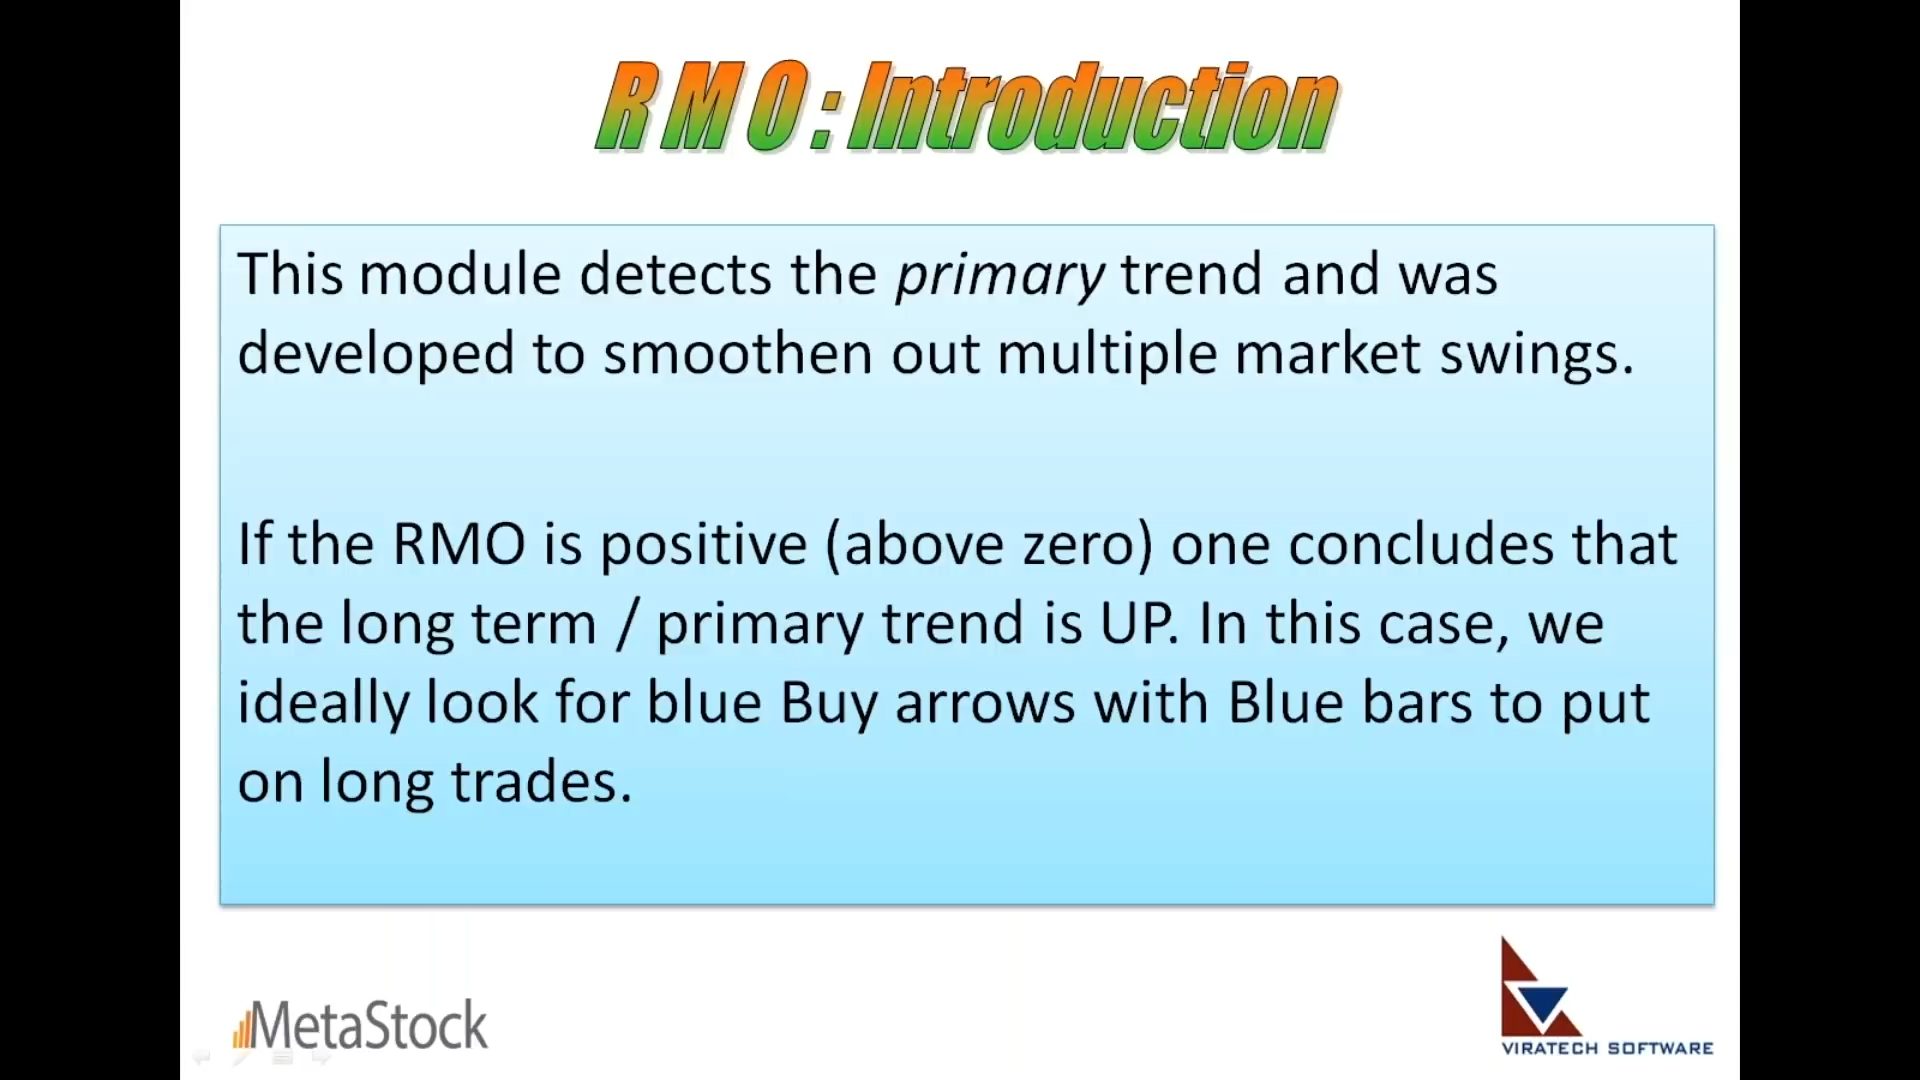 R M O : Introduction
This module detects the primary trend and was
developed to smoothen out multiple market swings.
If the RMO is positive (above zero) one concludes that
the long term / primary trend is UP. In this case, we
ideally look for blue Buy arrows with Blue bars to put
on long trades.
MetaStock
VIRATECH SOFTWARE